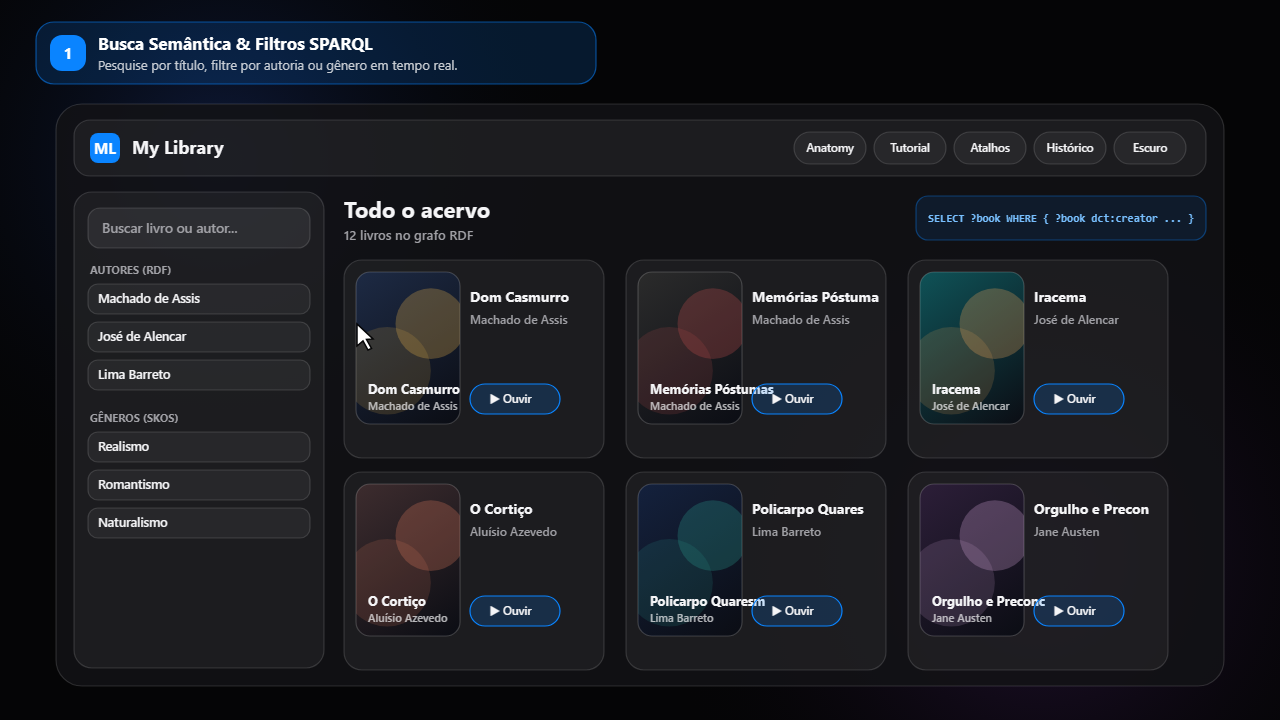 1
Busca Semântica & Filtros SPARQL
Pesquise por título, filtre por autoria ou gênero em tempo real.
ML
My Library
Anatomy
Tutorial
Atalhos
Histórico
Escuro
Buscar livro ou autor...
AUTORES (RDF)
Machado de Assis
José de Alencar
Lima Barreto
GÊNEROS (SKOS)
Realismo
Romantismo
Naturalismo
Todo o acervo
12 livros no grafo RDF
SELECT ?book WHERE { ?book dct:creator ... }
Dom Casmurro
Machado de Assis
Dom Casmurro
Machado de Assis
▶ Ouvir
Memórias Póstuma
Machado de Assis
Memórias Póstumas
Machado de Assis
▶ Ouvir
Iracema
José de Alencar
Iracema
José de Alencar
▶ Ouvir
O Cortiço
Aluísio Azevedo
O Cortiço
Aluísio Azevedo
▶ Ouvir
Policarpo Quares
Lima Barreto
Policarpo Quaresm
Lima Barreto
▶ Ouvir
Orgulho e Precon
Jane Austen
Orgulho e Preconc
Jane Austen
▶ Ouvir